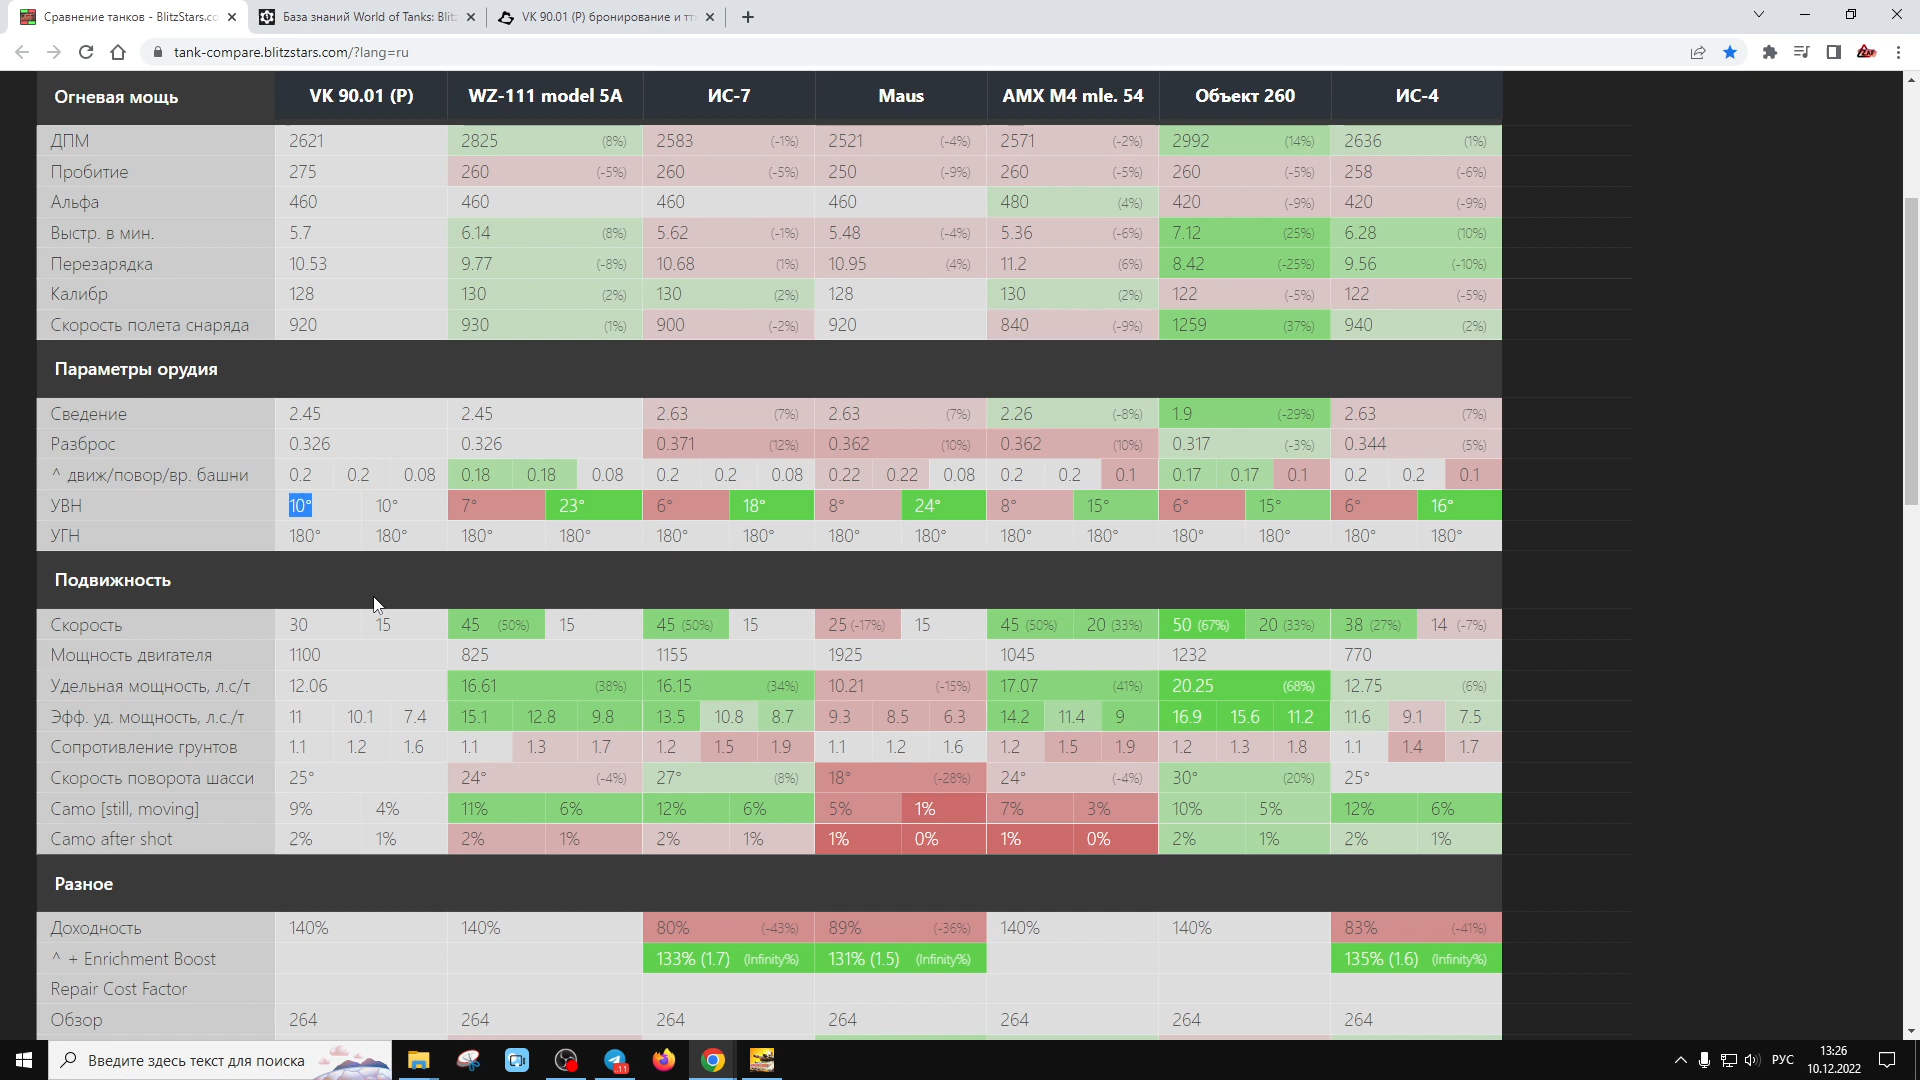 Сравнение танков - BlitzStars.co
База знаний World of Tanks: Blitz
VK 90.01 (P) бронирование и тт
tank-compare.blitzstars.com/?lang=ru
Огневая мощь VK 90.01 (P) WZ-111 model 5A ИС-7 Maus AMX M4 mle. 54 Объект 260 ИС-4
ДПМ 2621 2825 (8%) 2583 (-1%) 2521 (-4%) 2571 (-2%) 2992 (14%) 2636 (1%)
Пробитие 275 260 (-5%) 260 (-5%) 250 (-9%) 260 (-5%) 260 (-5%) 258 (-6%)
Альфа 460 460 460 460 480 (4%) 420 (-9%) 420 (-9%)
Выстр. в мин. 5.7 6.14 (8%) 5.62 (-1%) 5.48 (-4%) 5.36 (-6%) 7.12 (25%) 6.28 (10%)
Перезарядка 10.53 9.77 (-8%) 10.68 (1%) 10.95 (4%) 11.2 (6%) 8.42 (-25%) 9.56 (-10%)
Калибр 128 130 (2%) 130 (2%) 128 130 (2%) 122 (-5%) 122 (-5%)
Скорость полета снаряда 920 930 (1%) 900 (-2%) 920 840 (-9%) 1259 (37%) 940 (2%)
Параметры орудия
Сведение 2.45 2.45 2.63 (7%) 2.63 (7%) 2.26 (-8%) 1.9 (-29%) 2.63 (7%)
Разброс 0.326 0.326 0.371 (12%) 0.362 (10%) 0.362 (10%) 0.317 (-3%) 0.344 (5%)
^ движ/повор/вр. башни 0.2 0.2 0.08 0.18 0.18 0.08 0.2 0.2 0.08 0.22 0.22 0.08 0.2 0.2 0.1 0.17 0.17 0.1 0.2 0.2 0.1
УВН 10° 10° 7° 23° 6° 18° 8° 24° 8° 15° 6° 15° 6° 16°
УГН 180° 180° 180° 180° 180° 180° 180° 180° 180° 180° 180° 180° 180° 180°
Подвижность
Скорость 30 15 45 (50%) 15 45 (50%) 15 25 (-17%) 15 45 (50%) 20 (33%) 50 (67%) 20 (33%) 38 (27%) 14 (-7%)
Мощность двигателя 1100 825 1155 1925 1045 1232 770
Удельная мощность, л.с/т 12.06 16.61 (38%) 16.15 (34%) 10.21 (-15%) 17.07 (41%) 20.25 (68%) 12.75 (6%)
Эфф. уд. мощность, л.с./т 11 10.1 7.4 15.1 12.8 9.8 13.5 10.8 8.7 9.3 8.5 6.3 14.2 11.4 9 16.9 15.6 11.2 11.6 9.1 7.5
Сопротивление грунтов 1.1 1.2 1.6 1.1 1.3 1.7 1.2 1.5 1.9 1.1 1.2 1.6 1.2 1.5 1.9 1.2 1.3 1.8 1.1 1.4 1.7
Скорость поворота шасси 25° 24° (-4%) 27° (8%) 18° (-28%) 24° (-4%) 30° (20%) 25°
Camo [still, moving] 9% 4% 11% 6% 12% 6% 5% 1% 7% 3% 10% 5% 12% 6%
Camo after shot 2% 1% 2% 1% 2% 1% 1% 0% 1% 0% 2% 1% 2% 1%
Разное
Доходность 140% 140% 80% (-43%) 89% (-36%) 140% 140% 83% (-41%)
^ + Enrichment Boost 133% (1.7) (Infinity%) 131% (1.5) (Infinity%) 135% (1.6) (Infinity%)
Repair Cost Factor
Обзор 264 264 264 264 264 264 264
Введите здесь текст для поиска
11
РУС
13:26
10.12.2022